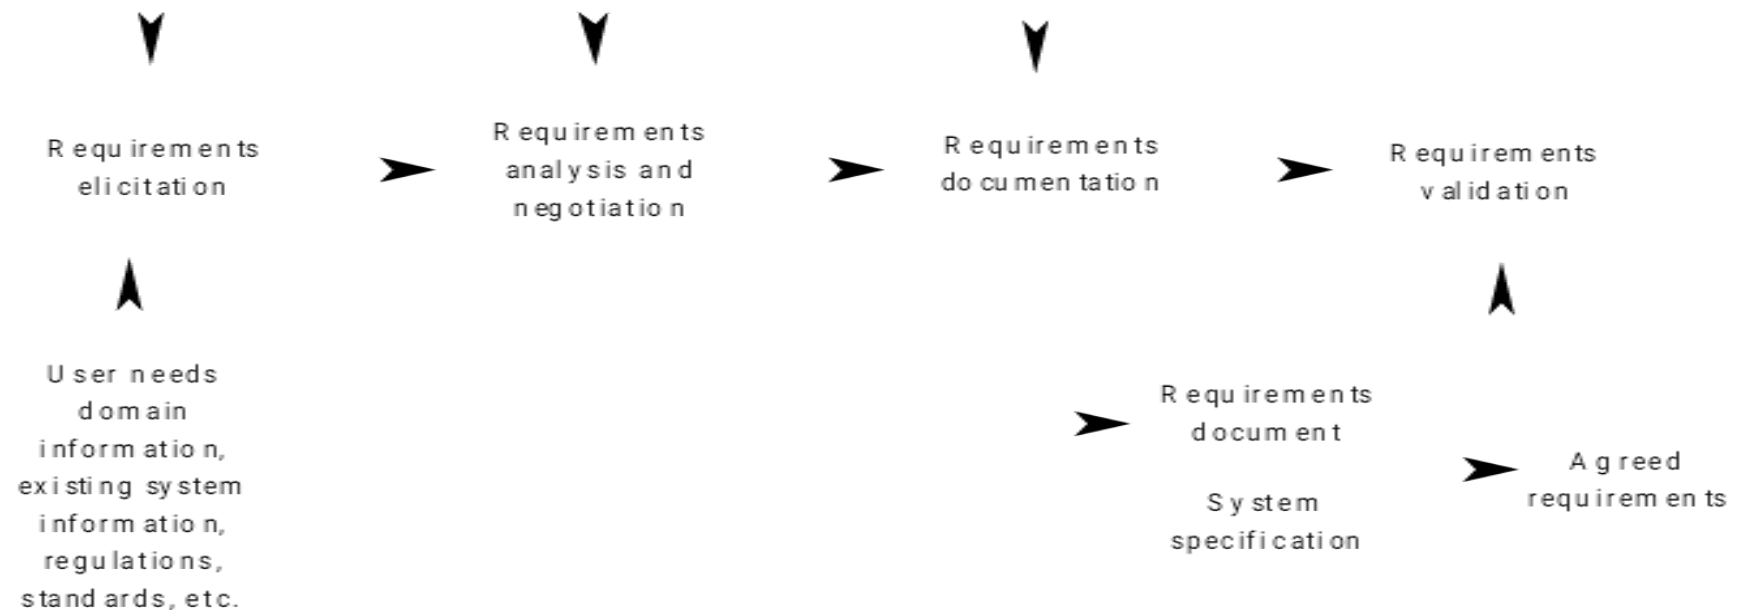 Requirements
elicitation
Requirements
analysis and
negotiation
Requirements
documentation
Requirements
validation
User needs
domain
information,
existing system
information,
regulations,
standards, etc.
Requirements
document
System
specification
Agreed
requirements